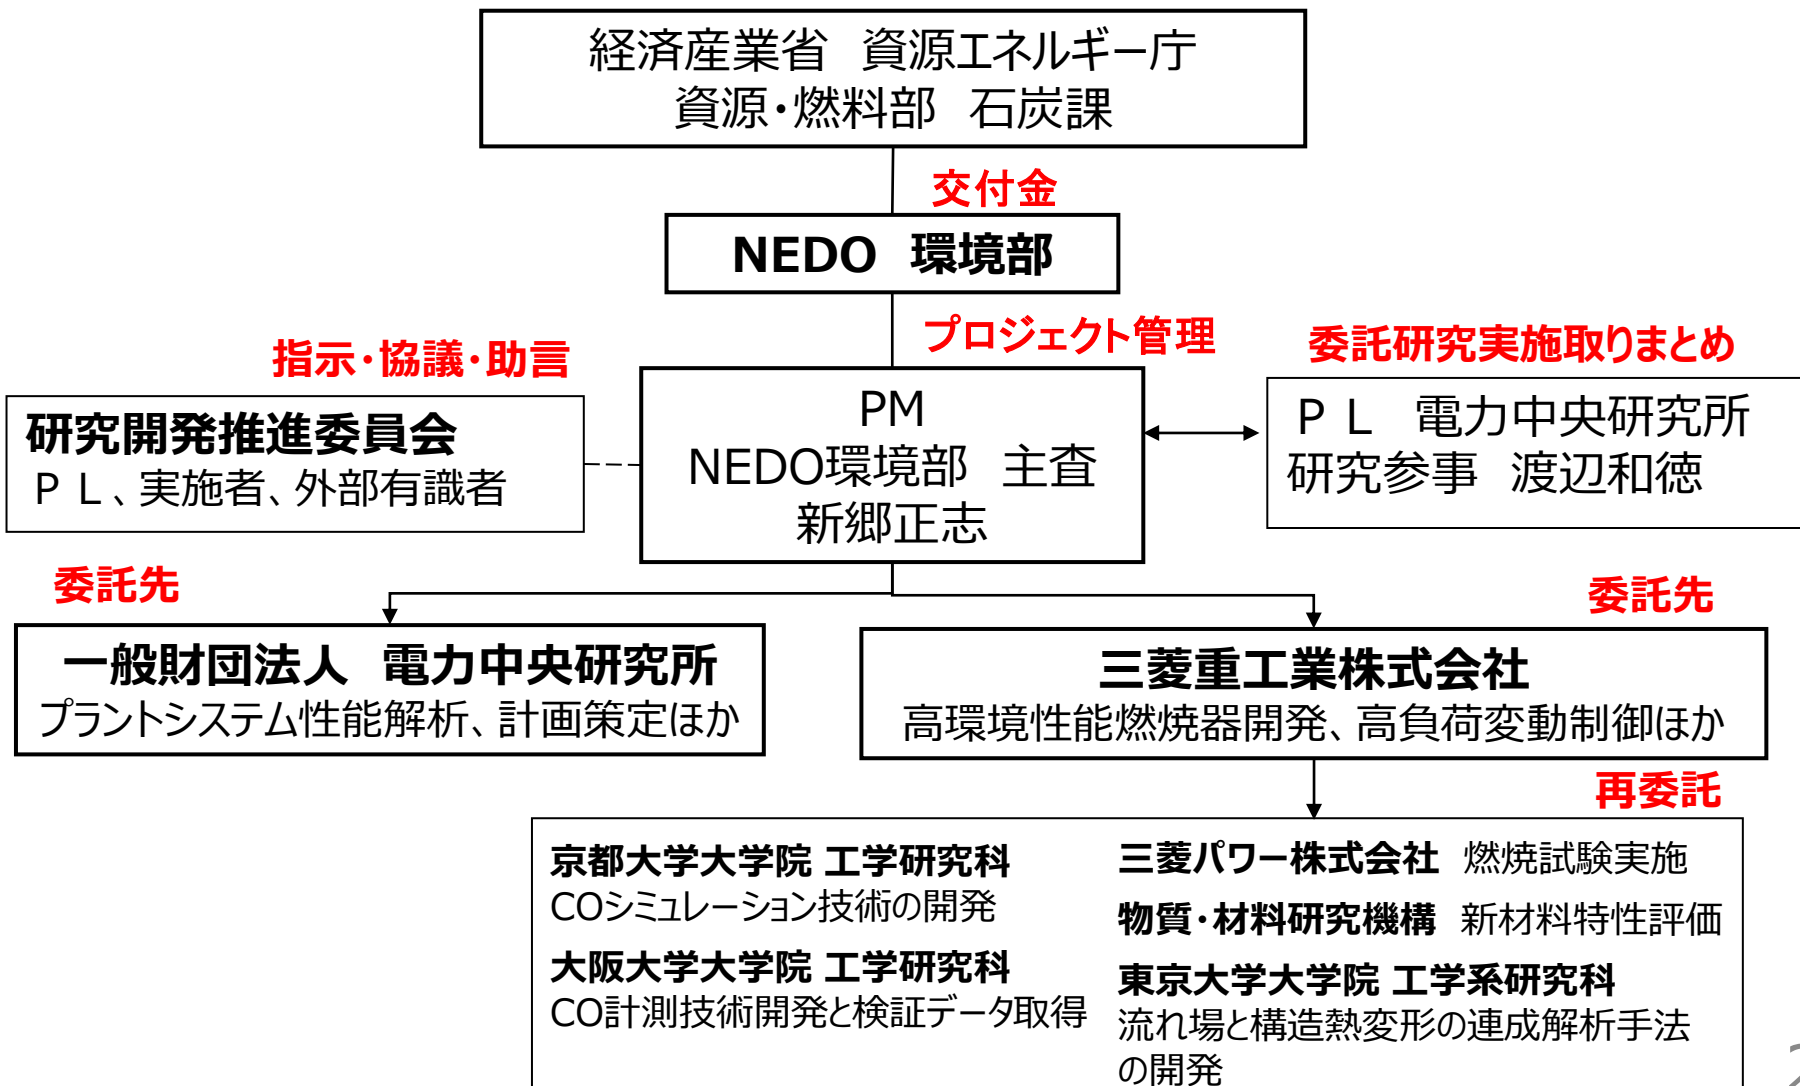 経済産業省　資源エネルギー庁
資源・燃料部　石炭課
交付金
NEDO　環境部
プロジェクト管理
指示・協議・助言
委託研究実施取りまとめ
研究開発推進委員会
ＰＬ、実施者、外部有識者
PM
NEDO環境部　主査
新郷正志
ＰＬ　電力中央研究所
研究参事　渡辺和徳
委託先
委託先
一般財団法人　電力中央研究所
プラントシステム性能解析、計画策定ほか
三菱重工業株式会社
高環境性能燃焼器開発、高負荷変動制御ほか
再委託
京都大学大学院 工学研究科
COシミュレーション技術の開発
大阪大学大学院 工学研究科
CO計測技術開発と検証データ取得
三菱パワー株式会社　燃焼試験実施
物質・材料研究機構　新材料特性評価
東京大学大学院 工学系研究科
流れ場と構造熱変形の連成解析手法
の開発